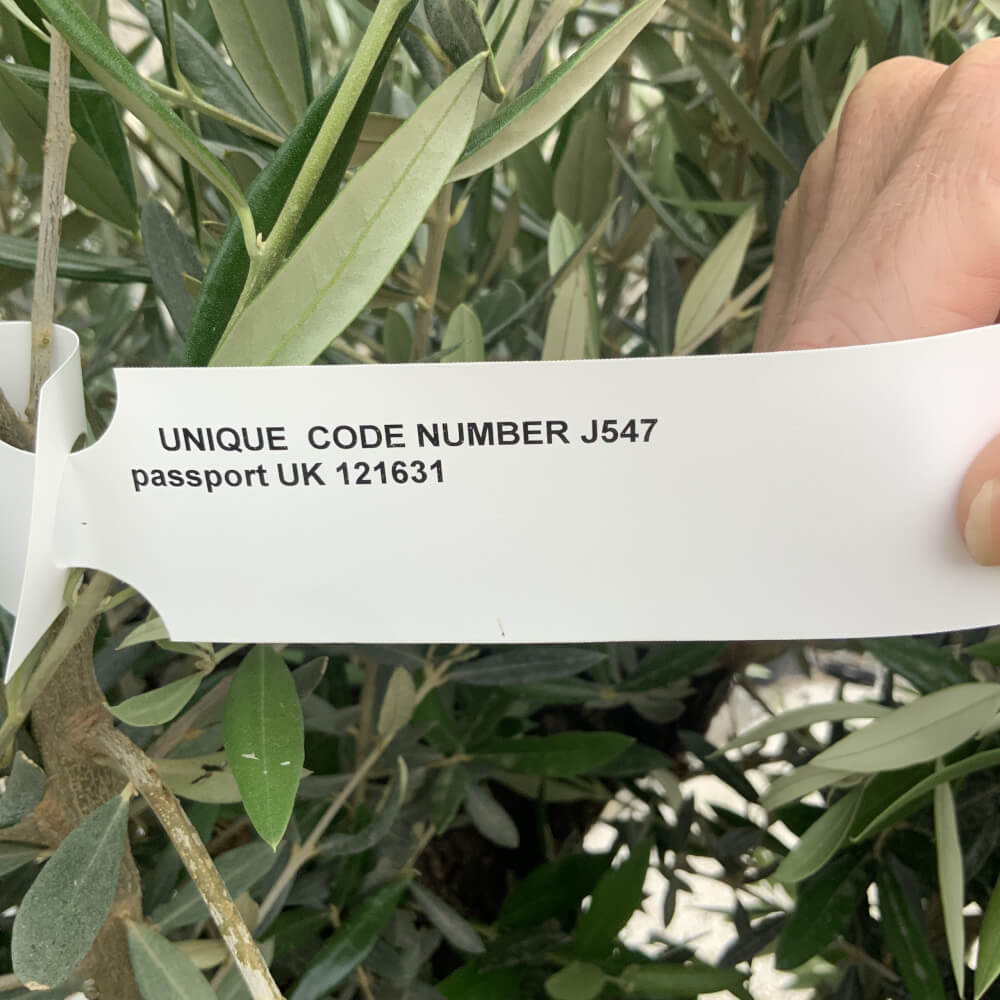 UNIQUE CODE NUMBER J547
passport UK 121631